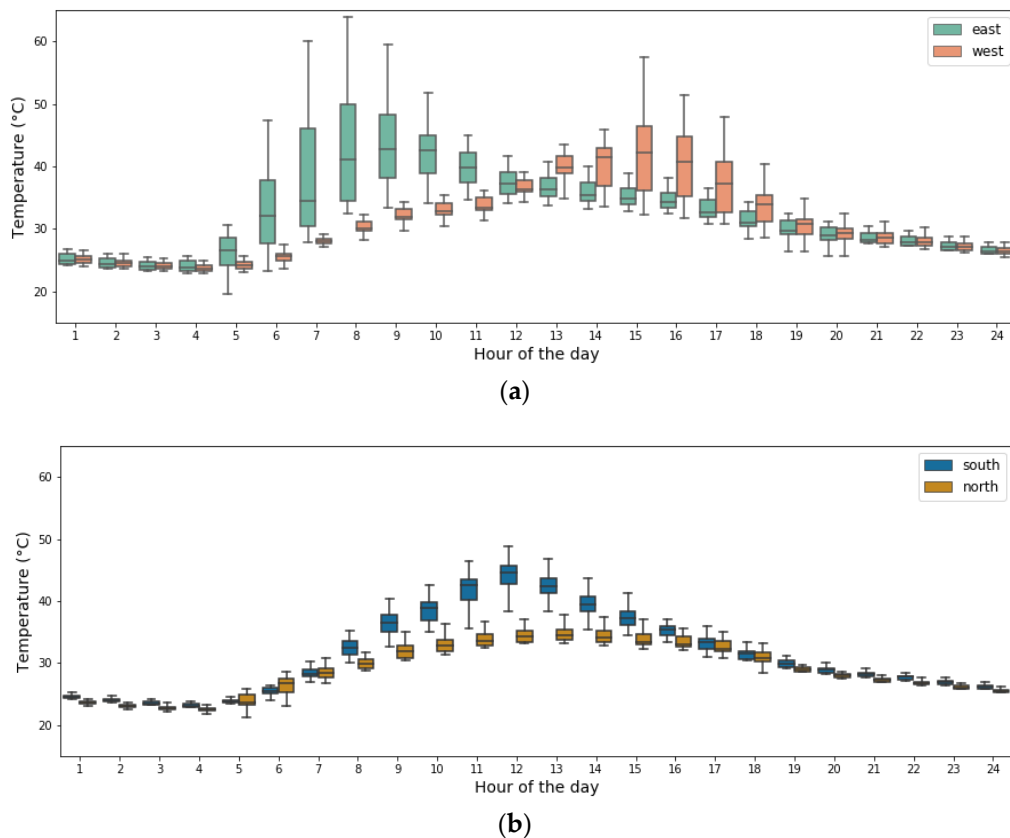 60
50
40
30
20
Temperature (°C)
east
west
1 2 3 4 5 6 7 8 9 10 11 12 13 14 15 16 17 18 19 20 21 22 23 24
Hour of the day
(a)
60
50
40
30
20
Temperature (°C)
south
north
1 2 3 4 5 6 7 8 9 10 11 12 13 14 15 16 17 18 19 20 21 22 23 24
Hour of the day
(b)